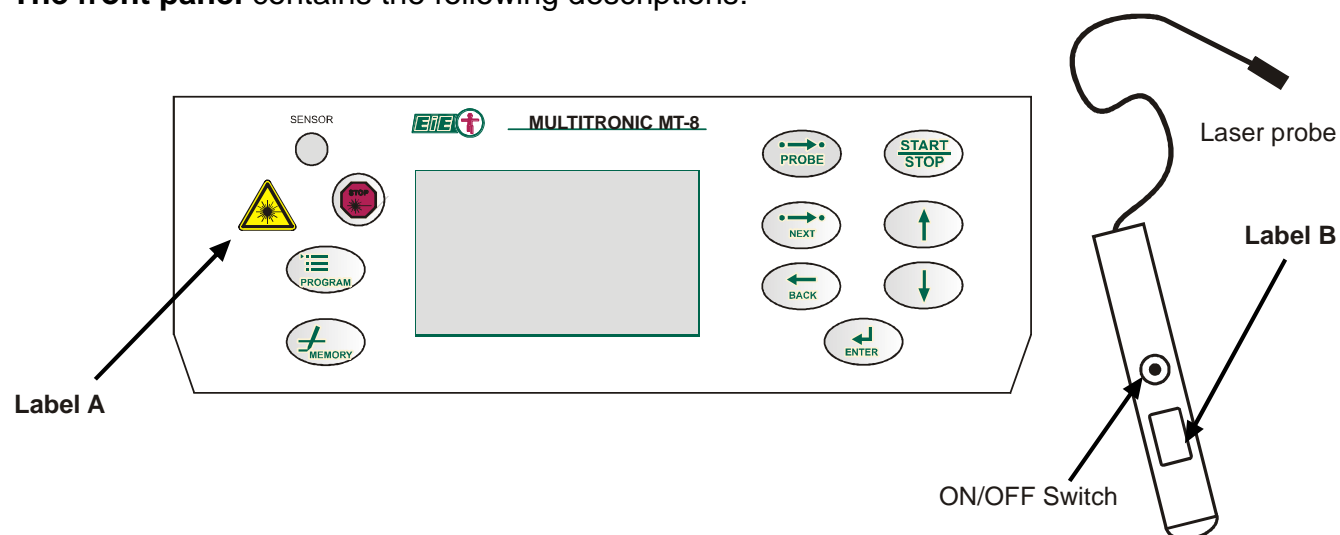 The front panel contains the following descriptions:
SENSOR
EiE
MULTITRONIC MT-8
STOP
PROBE
START
STOP
Laser probe
NEXT
Label B
PROGRAM
BACK
MEMORY
ENTER
Label A
ON/OFF Switch